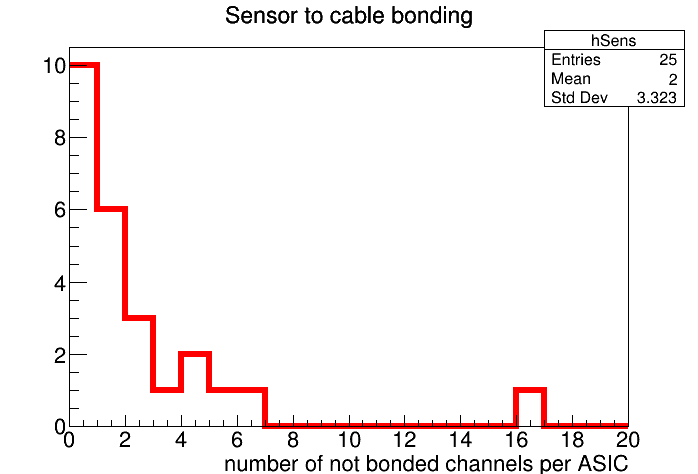 Sensor to cable bonding
hSens
Entries 25
Mean 2
Std Dev 3.323
10
8
6
4
2
0
0 2 4 6 8 10 12 14 16 18 20
number of not bonded channels per ASIC